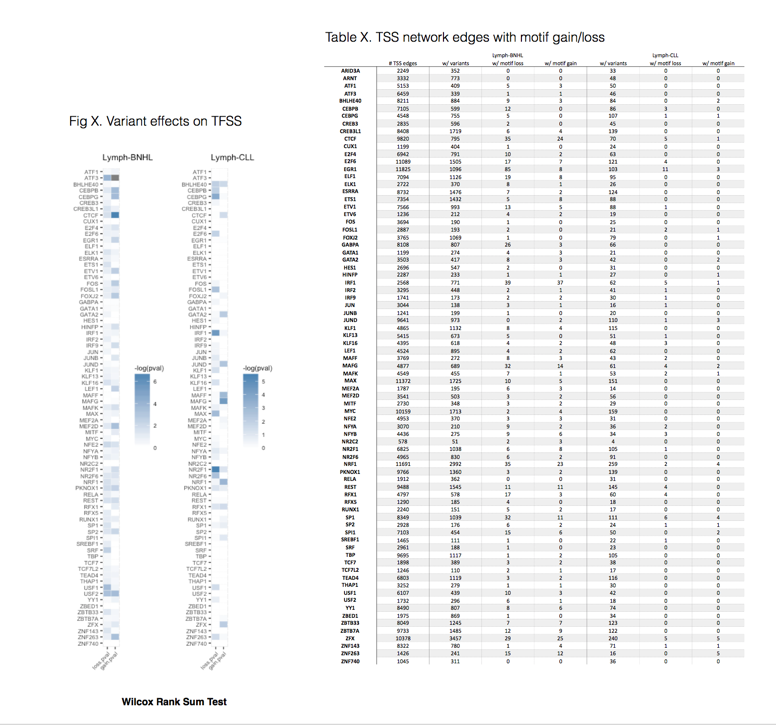 Fig X. Variant effects on TFSS
Lymph-BNHL Lymph-CLL
ATF1 ATF1
ATF3 ATF3
BHLHE40 BHLHE40
CEBPB CEBPB
CEBPG CEBPG
CREB3 CREB3
CREB3L1 CREB3L1
CTCF CTCF
CUX1 CUX1
E2F4 E2F4
E2F6 E2F6
EGR1 EGR1
ELF1 ELF1
ELK1 ELK1
ESRRA ESRRA
ETS1 ETS1
ETV1 ETV1
ETV6 ETV6
FOS FOS
FOSL1 FOSL1
FOXJ2 FOXJ2
GABPA GABPA
GATA1 GATA1
GATA2 GATA2
HES1 HES1
HINFP HINFP
IRF1 IRF1
IRF2 IRF2
IRF9 IRF9
JUN JUN
JUNB JUNB
JUND JUND
KLF1 KLF1
KLF13 KLF13
KLF16 KLF16
LEF1 LEF1
MAFF MAFF
MAFG MAFG
MAFK MAFK
MAX MAX
MEF2A MEF2A
MEF2D MEF2D
MITF MITF
MYC MYC
NFE2 NFE2
NFYA NFYA
NFYB NFYB
NR2C2 NR2C2
NR2F1 NR2F1
NR2F6 NR2F6
NRF1 NRF1
PKNOX1 PKNOX1
RELA RELA
REST REST
RFX1 RFX1
RFX5 RFX5
RUNX1 RUNX1
SP1 SP1
SP2 SP2
SPI1 SPI1
SREBF1 SREBF1
SRF SRF
TBP TBP
TCF7 TCF7
TCF7L2 TCF7L2
TEAD4 TEAD4
THAP1 THAP1
USF1 USF1
USF2 USF2
YY1 YY1
ZBED1 ZBED1
ZBTB33 ZBTB33
ZBTB7A ZBTB7A
ZFX ZFX
ZNF143 ZNF143
ZNF263 ZNF263
ZNF740 ZNF740
loss.pval gain.pval loss.pval gain.pval
-log(pval) -log(pval)
6 5
4 4
2 3
0 2
1
0
Wilcox Rank Sum Test
Table X. TSS network edges with motif gain/loss
Lymph-BNHL Lymph-CLL
# TSS edges w/ variants w/ motif loss w/ motif gain w/ variants w/ motif loss w/ motif gain
ARID3A 2249 352 0 0 33 0 0
ARNT 3332 773 0 0 48 0 0
ATF1 5153 409 5 3 50 0 0
ATF3 6459 339 1 1 46 0 0
BHLHE40 8211 884 9 3 84 0 2
CEBPB 7105 599 12 0 86 3 0
CEBPG 4548 755 5 0 107 1 1
CREB3 2835 596 2 0 45 0 0
CREB3L1 8408 1719 6 4 139 0 0
CTCF 9820 795 35 24 70 5 1
CUX1 1199 404 1 0 24 0 0
E2F4 6942 791 10 2 63 0 0
E2F6 11089 1505 17 7 121 4 0
EGR1 11825 1096 85 8 103 11 3
ELF1 7094 1126 19 8 95 0 0
ELK1 2722 370 8 1 26 0 0
ESRRA 8732 1476 7 2 124 0 0
ETS1 7354 1432 5 8 88 0 0
ETV1 7566 993 13 5 88 1 0
ETV6 1236 212 4 2 19 0 0
FOS 3694 190 1 0 25 0 0
FOSL1 2887 193 2 0 21 2 1
FOXJ2 3765 1069 1 0 79 0 1
GABPA 8108 807 26 3 66 0 0
GATA1 1199 274 4 3 21 0 0
GATA2 3503 417 8 3 42 0 2
HES1 2696 547 2 0 31 0 0
HINFP 2287 233 1 1 27 0 1
IRF1 2568 771 39 37 62 5 1
IRF2 3295 448 2 1 41 1 0
IRF9 1741 173 2 2 30 1 0
JUN 3044 138 3 1 16 1 0
JUNB 1241 199 1 0 20 0 0
JUND 9641 973 0 2 110 1 3
KLF1 4865 1132 8 4 115 0 0
KLF13 5415 673 5 0 51 1 0
KLF16 4395 618 4 2 48 3 0
LEF1 4524 895 4 2 62 0 0
MAFF 3769 272 8 3 43 2 2
MAFG 4877 689 32 14 61 4 2
MAFK 4549 455 7 1 53 2 1
MAX 11372 1725 10 5 151 0 0
MEF2A 1787 195 6 3 14 0 0
MEF2D 3541 503 3 2 56 0 0
MITF 2730 348 3 2 29 0 0
MYC 10159 1713 2 4 159 0 0
NFE2 4953 370 3 3 31 0 0
NFYA 3070 210 9 2 36 2 0
NFYB 4436 275 9 6 34 3 0
NR2C2 578 51 2 3 4 0 0
NR2F1 6825 1038 6 8 105 1 0
NR2F6 4965 830 6 2 91 0 0
NRF1 11691 2992 35 23 259 2 4
PKNOX1 9766 1360 3 2 139 0 0
RELA 1912 362 0 0 31 0 0
REST 9488 1545 11 11 145 4 0
RFX1 4797 578 17 3 60 4 0
RFX5 1290 185 4 0 18 0 0
RUNX1 2240 151 5 2 17 0 0
SP1 8349 1039 32 11 111 6 4
SP2 2928 176 6 2 24 1 1
SPI1 7103 454 15 6 50 0 2
SREBF1 1465 111 1 0 22 1 0
SRF 2961 188 1 0 23 0 0
TBP 9695 1117 1 2 105 0 0
TCF7 1898 389 3 2 38 0 0
TCF7L2 1246 110 2 1 17 0 0
TEAD4 6803 1119 3 2 116 0 0
THAP1 3252 279 1 1 30 0 0
USF1 6107 439 10 3 42 0 0
USF2 1732 296 6 1 18 0 0
YY1 8490 807 8 6 74 0 0
ZBED1 1975 869 1 0 34 0 0
ZBTB33 8049 1245 7 7 123 0 0
ZBTB7A 9733 1485 12 9 122 0 0
ZFX 10378 3457 29 25 240 5 5
ZNF143 8322 780 1 4 71 1 1
ZNF263 1426 241 15 12 16 0 5
ZNF740 1045 311 0 0 36 0 0